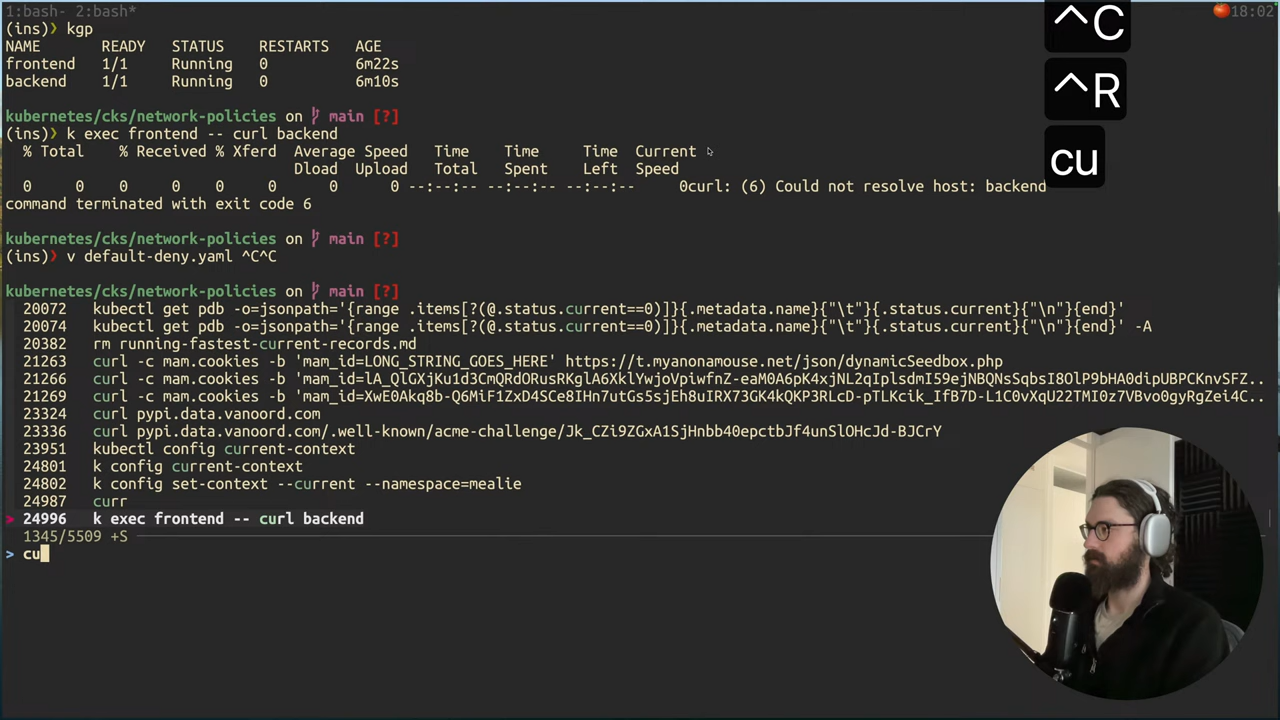 1:bash- 2:bash*
18:02
(ins)❯ kgp
NAME READY STATUS RESTARTS AGE
frontend 1/1 Running 0 6m22s
backend 1/1 Running 0 6m10s
kubernetes/cks/network-policies on main [?]
(ins)❯ k exec frontend -- curl backend
% Total % Received % Xferd Average Speed Time Time Time Current
Dload Upload Total Spent Left Speed
0 0 0 0 0 0 0 0 --:--:-- --:--:-- --:--:-- 0curl: (6) Could not resolve host: backend
command terminated with exit code 6
kubernetes/cks/network-policies on main [?]
(ins)❯ v default-deny.yaml ^C^C
kubernetes/cks/network-policies on main [?]
20072 kubectl get pdb -o=jsonpath='{range .items[?(@.status.current==0)]}{.metadata.name}{"\t"}{.status.current}{"\n"}{end}'
20074 kubectl get pdb -o=jsonpath='{range .items[?(@.status.current==0)]}{.metadata.name}{"\t"}{.status.current}{"\n"}{end}' -A
20382 rm running-fastest-current-records.md
21263 curl -c mam.cookies -b 'mam_id=LONG_STRING_GOES_HERE' https://t.myanonamouse.net/json/dynamicSeedbox.php
21266 curl -c mam.cookies -b
21269 curl -c mam.cookies -b
23324 curl pypi.data.vanoord.com
23336 curl pypi.data.vanoord.com/.well-known/acme-challenge/Jk_CZi9ZGxA1SjHnbb40epctbJf4unSlOHcJd-BJCrY
23951 kubectl config current-context
24801 k config current-context
24802 k config set-context --current --namespace=mealie
24987 curr
> 24996 k exec frontend -- curl backend
1345/5509 +S
> cu
^C
^R
cu